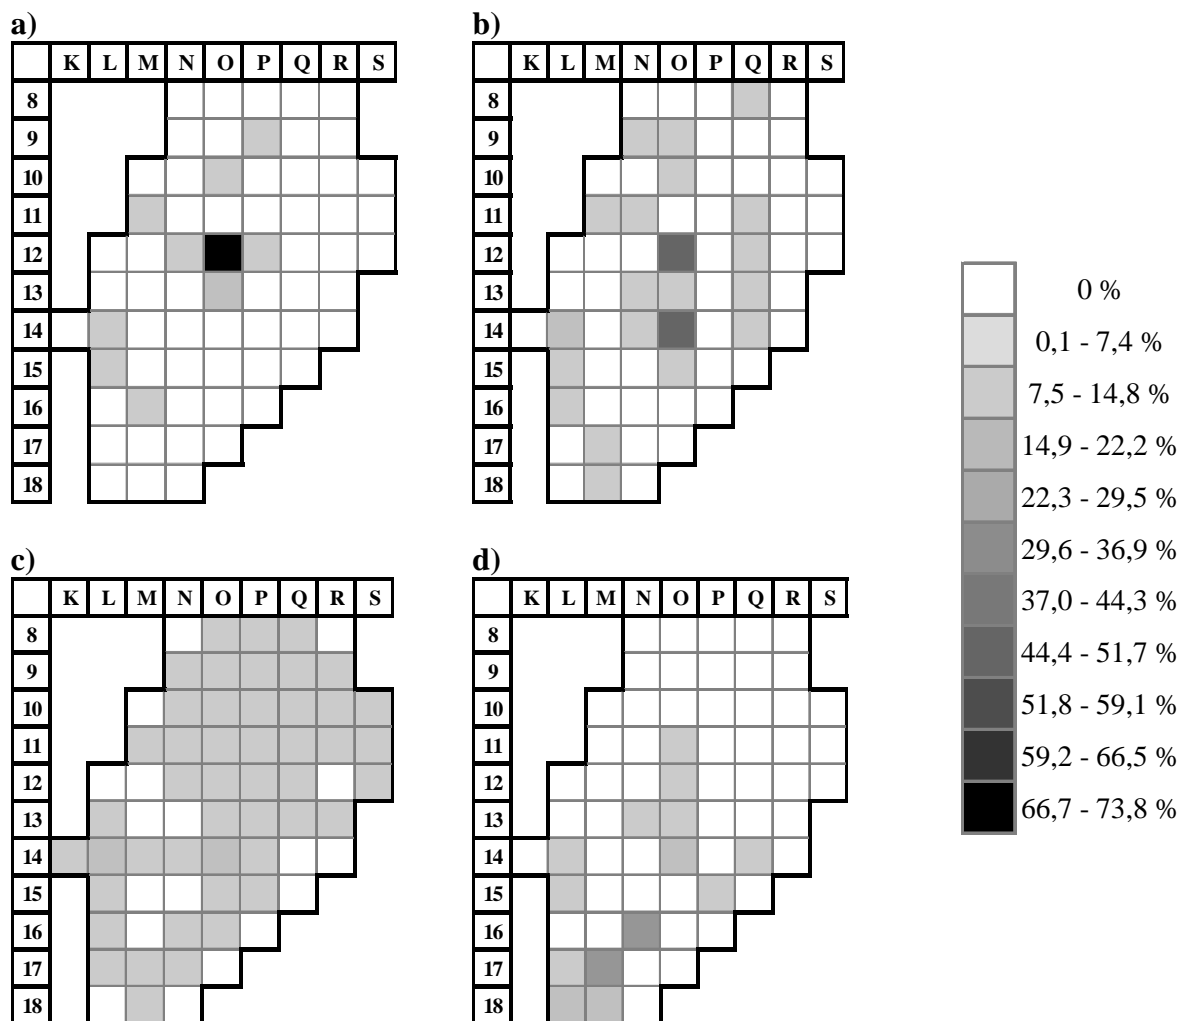 a)
K L M N O P Q R S
8
9
10
11
12
13
14
15
16
17
18
b)
K L M N O P Q R S
8
9
10
11
12
13
14
15
16
17
18
c)
K L M N O P Q R S
8
9
10
11
12
13
14
15
16
17
18
d)
K L M N O P Q R S
8
9
10
11
12
13
14
15
16
17
18
0 %
0,1 - 7,4 %
7,5 - 14,8 %
14,9 - 22,2 %
22,3 - 29,5 %
29,6 - 36,9 %
37,0 - 44,3 %
44,4 - 51,7 %
51,8 - 59,1 %
59,2 - 66,5 %
66,7 - 73,8 %